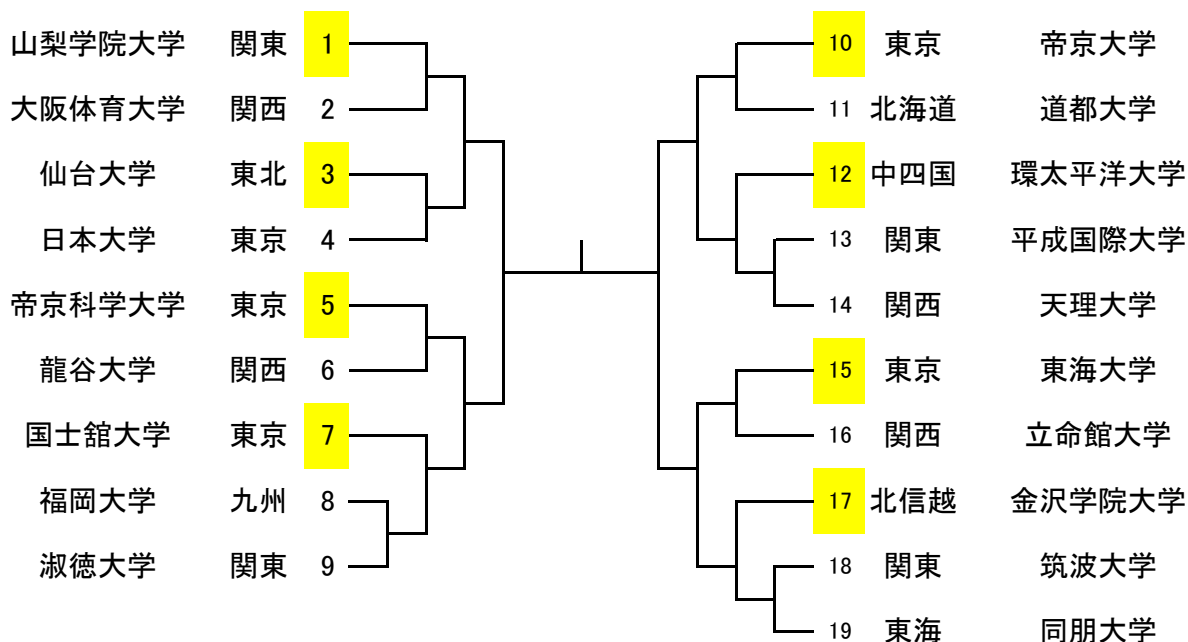 山梨学院大学 関東 1
大阪体育大学 関西 2
仙台大学 東北 3
日本大学 東京 4
帝京科学大学 東京 5
龍谷大学 関西 6
国士舘大学 東京 7
福岡大学 九州 8
淑徳大学 関東 9
10 東京 帝京大学
11 北海道 道都大学
12 中四国 環太平洋大学
13 関東 平成国際大学
14 関西 天理大学
15 東京 東海大学
16 関西 立命館大学
17 北信越 金沢学院大学
18 関東 筑波大学
19 東海 同朋大学